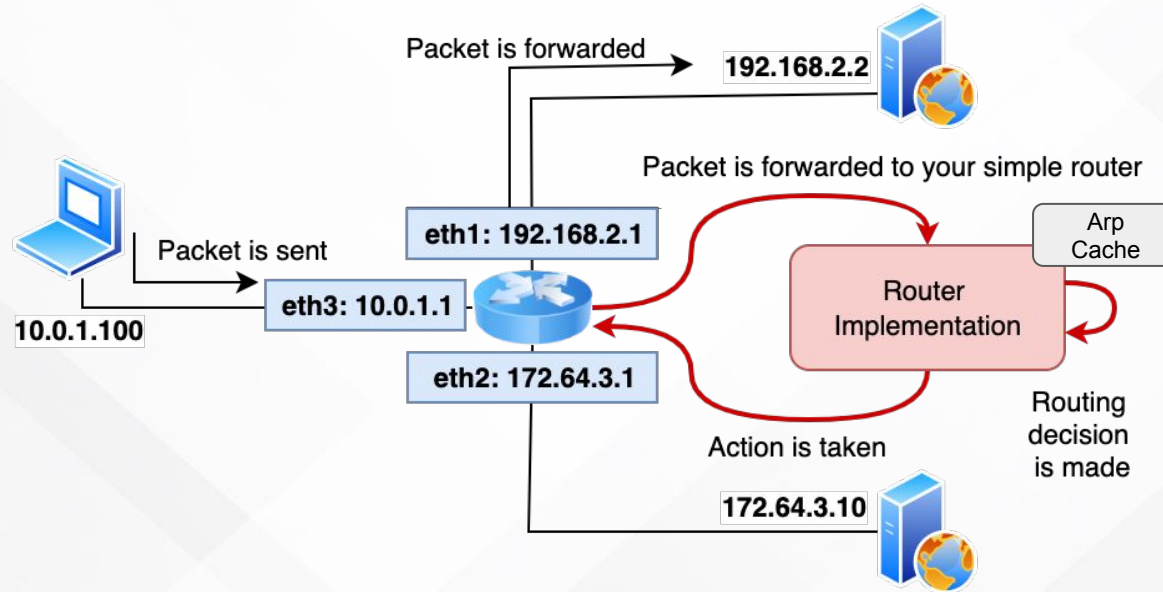 Packet is forwarded
192.168.2.2
Packet is forwarded to your simple router
Arp
Cache
eth1: 192.168.2.1
Packet is sent
eth3: 10.0.1.1
Router
Implementation
10.0.1.100
eth2: 172.64.3.1
Routing
decision
is made
Action is taken
172.64.3.10